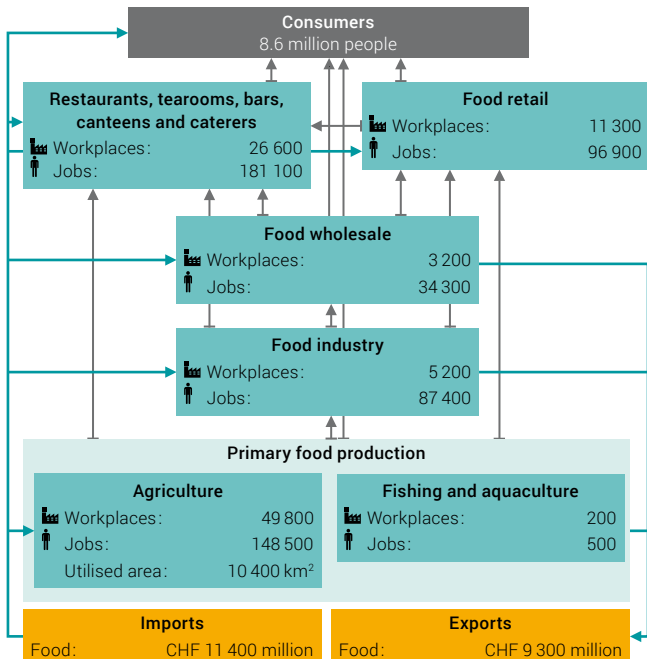 Consumers
8.6 million people
Restaurants, tearooms, bars,
canteens and caterers
Workplaces: 26 600
Jobs: 181 100
Food retail
Workplaces: 11 300
Jobs: 96 900
Food wholesale
Workplaces: 3 200
Jobs: 34 300
Food industry
Workplaces: 5 200
Jobs: 87 400
Primary food production
Agriculture
Workplaces: 49 800
Jobs: 148 500
Utilised area: 10 400 km²
Fishing and aquaculture
Workplaces: 200
Jobs: 500
Imports
Food: CHF 11 400 million
Exports
Food: CHF 9 300 million